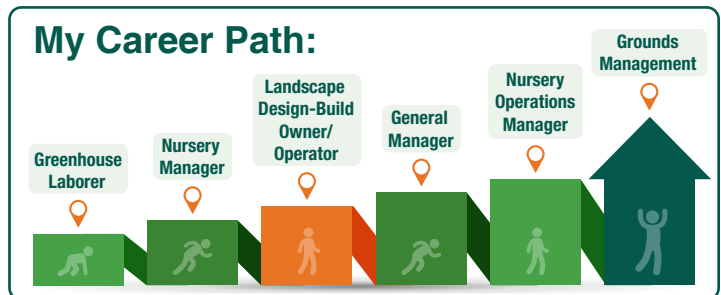 My Career Path:
Greenhouse
Laborer
Nursery
Manager
Landscape
Design-Build
Owner/
Operator
General
Manager
Nursery
Operations
Manager
Grounds
Management